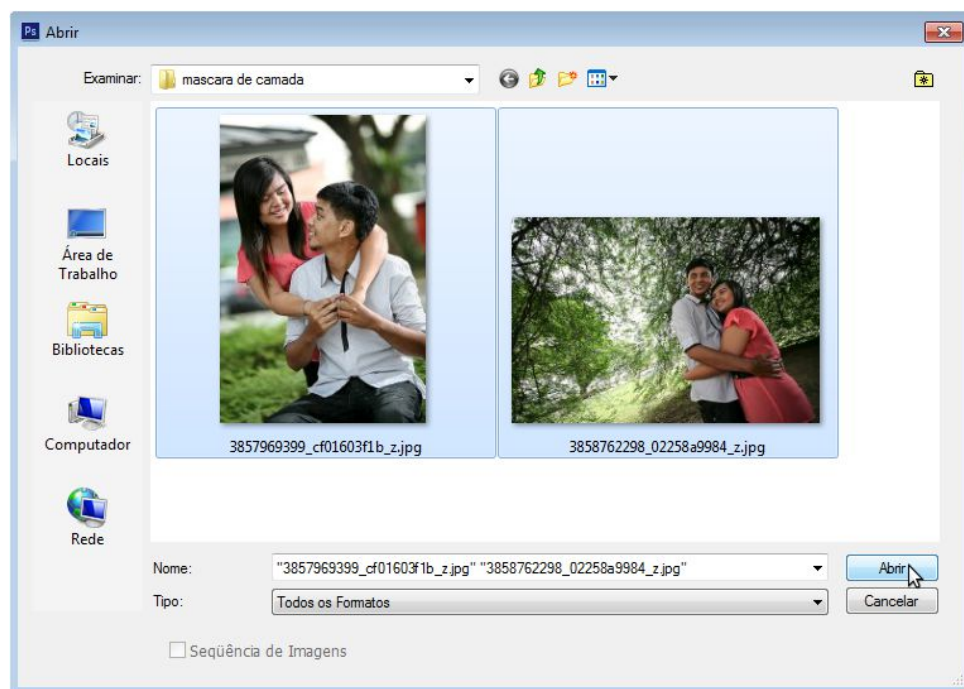 Ps Abrir
Examinar: mascara de camada
Locais
Área de
Trabalho
Bibliotecas
Computador
Rede
3857969399_cf01603f1b_z.jpg
3858762298_02258a9984_z.jpg
Nome: "3857969399_cf01603f1b_z.jpg" "3858762298_02258a9984_z.jpg" Abrir
Tipo: Todos os Formatos Cancelar
Seqüência de Imagens